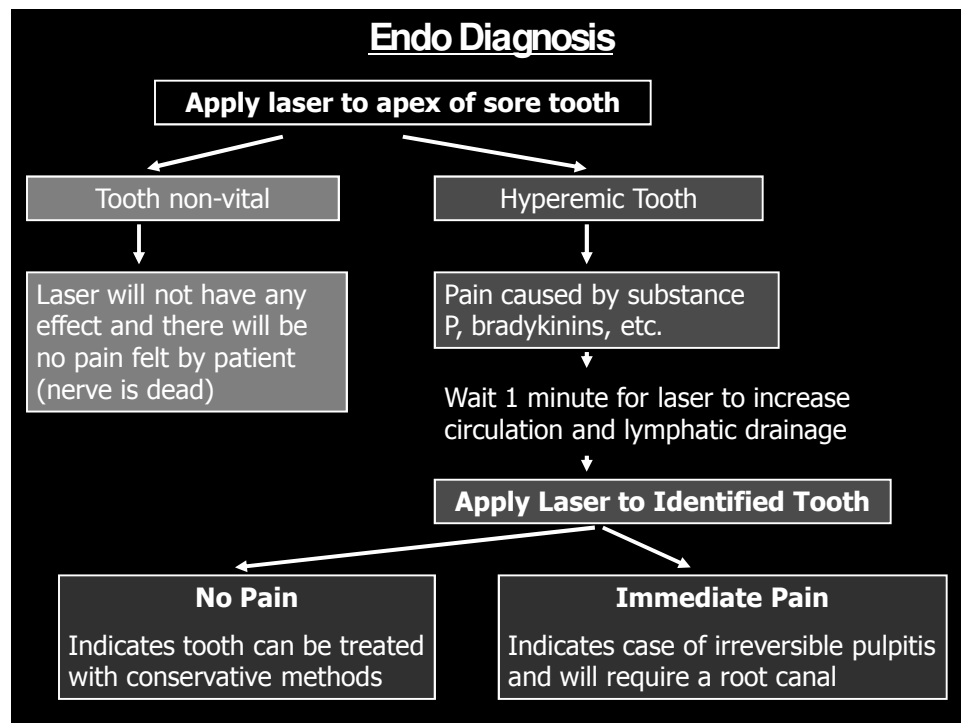 Endo Diagnosis
Apply laser to apex of sore tooth
Tooth non-vital
Hyperemic Tooth
Laser will not have any
effect and there will be
no pain felt by patient
(nerve is dead)
Pain caused by substance
P, bradykinins, etc.
Wait 1 minute for laser to increase
circulation and lymphatic drainage
Apply Laser to Identified Tooth
No Pain
Indicates tooth can be treated
with conservative methods
Immediate Pain
Indicates case of irreversible pulpitis
and will require a root canal